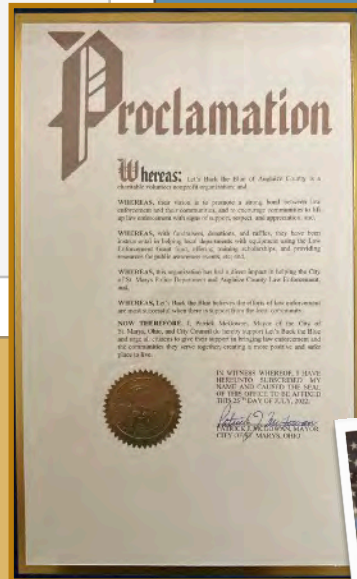 Proclamation
Whereas: Let's Back the Blue of Auglaize County is a
charitable volunteer nonprofit organization; and
WHEREAS, their vision is to promote a strong bond between law
enforcement and their communities, and to encourage communities to lift
up law enforcement with signs of support, respect, and appreciation; and,
WHEREAS, with fundraisers, donations, and raffles, they have been
instrumental in helping local departments with equipment using the Law
Enforcement Grant fund, offering training scholarships, and providing
resources for public awareness events, etc; and,
WHEREAS, this organization has had a direct impact in helping the City
of St. Marys Police Department and Auglaize County Law Enforcement,
and,
WHEREAS, Let's Back the Blue believes the efforts of law enforcement
are most successful when there is support from the local community.
NOW THEREFORE, I, Patrick McGowan, Mayor of the City of
St. Marys, Ohio, and City Council do hereby support Let's Back the Blue
and urge all citizens to give their support in bringing law enforcement and
the communities they serve together, creating a more positive and safer
place to live.
IN WITNESS WHEREOF, I HAVE
HEREUNTO SUBSCRIBED MY
NAME AND CAUSED THE SEAL
OF THIS OFFICE TO BE AFFIXED
THIS 25TH DAY OF JULY, 2022.
PATRICK J. MCGOWAN, MAYOR
CITY OF ST. MARYS, OHIO